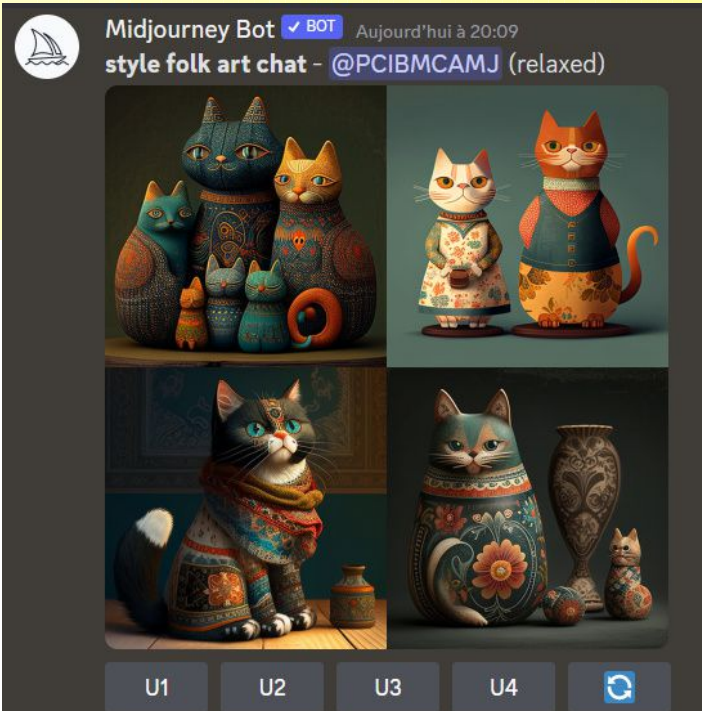 Midjourney Bot ✓ BOT Aujourd'hui à 20:09
style folk art chat - @PCIBMCAMJ (relaxed)
U1 U2 U3 U4